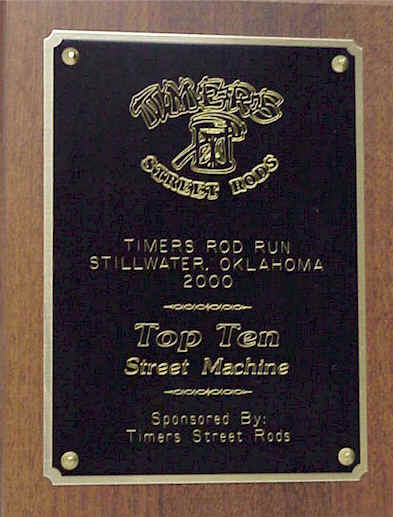 TIMERS
STREET RODS
TIMERS ROD RUN
STILLWATER, OKLAHOMA
2000
Top Ten
Street Machine
Sponsored By:
Timers Street Rods